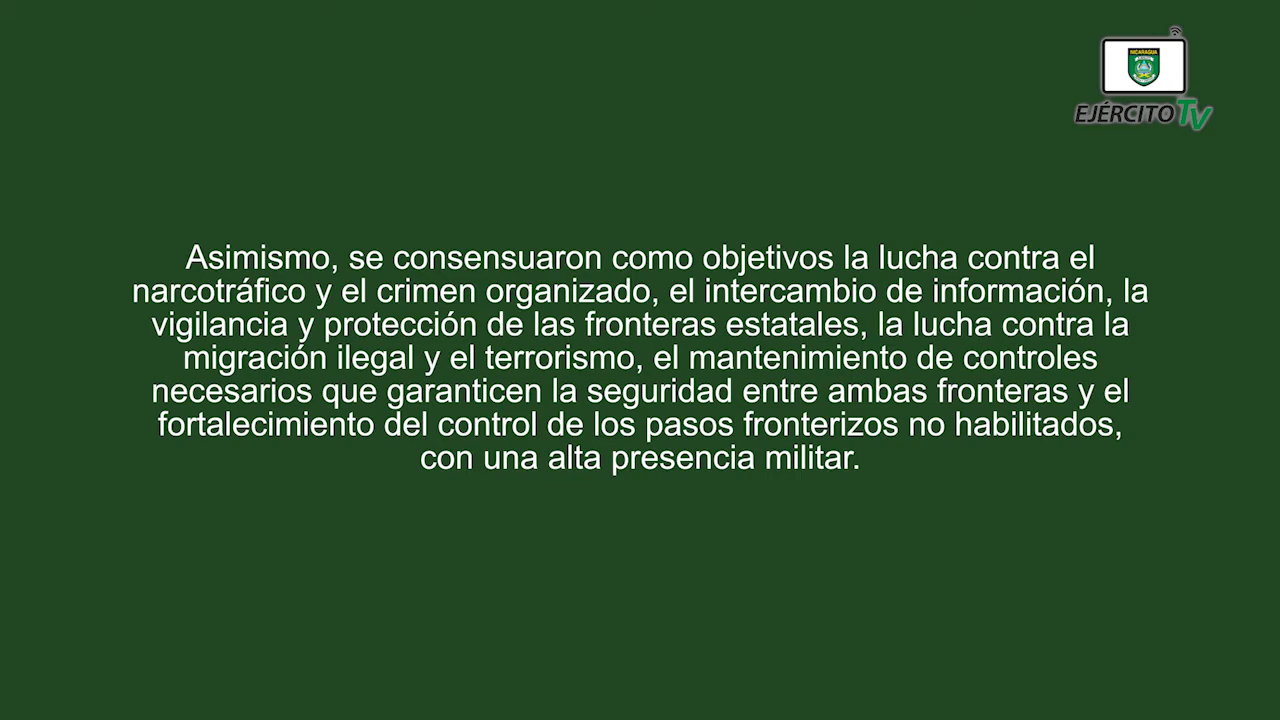 NICARAGUA
EJÉRCITO TV
Asimismo, se consensuaron como objetivos la lucha contra el
narcotráfico y el crimen organizado, el intercambio de información, la
vigilancia y protección de las fronteras estatales, la lucha contra la
migración ilegal y el terrorismo, el mantenimiento de controles
necesarios que garanticen la seguridad entre ambas fronteras y el
fortalecimiento del control de los pasos fronterizos no habilitados,
con una alta presencia militar.